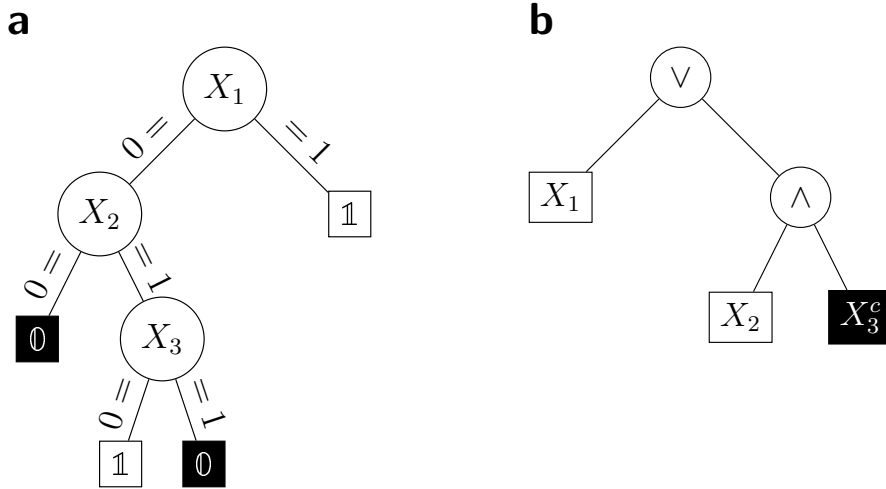 a
b
X₁
∨
0 =
= 1
X₂
𝟙
X₁
∧
0 =
= 1
𝟘
X₃
X₂
X₃ᶜ
0 =
= 1
𝟙
𝟘